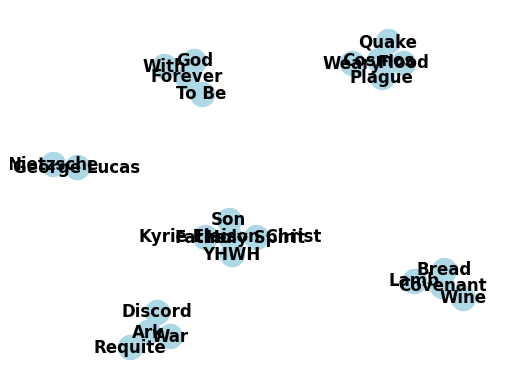 Quake
God
Cosmos
Weary
Flood
With
Forever
Plague
To Be
Nietzsche
George Lucas
Son
Kyrie Eleison Christ
Father
Holy Spirit
YHWH
Bread
Lamb
Covenant
Wine
Discord
Ark
War
Requite